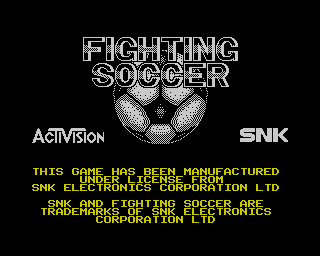 FIGHTING
SOCCER
ACTIVISION
SNK
THIS GAME HAS BEEN MANUFACTURED
UNDER LICENSE FROM
SNK ELECTRONICS CORPORATION LTD
SNK AND FIGHTING SOCCER ARE
TRADEMARKS OF SNK ELECTRONICS
CORPORATION LTD